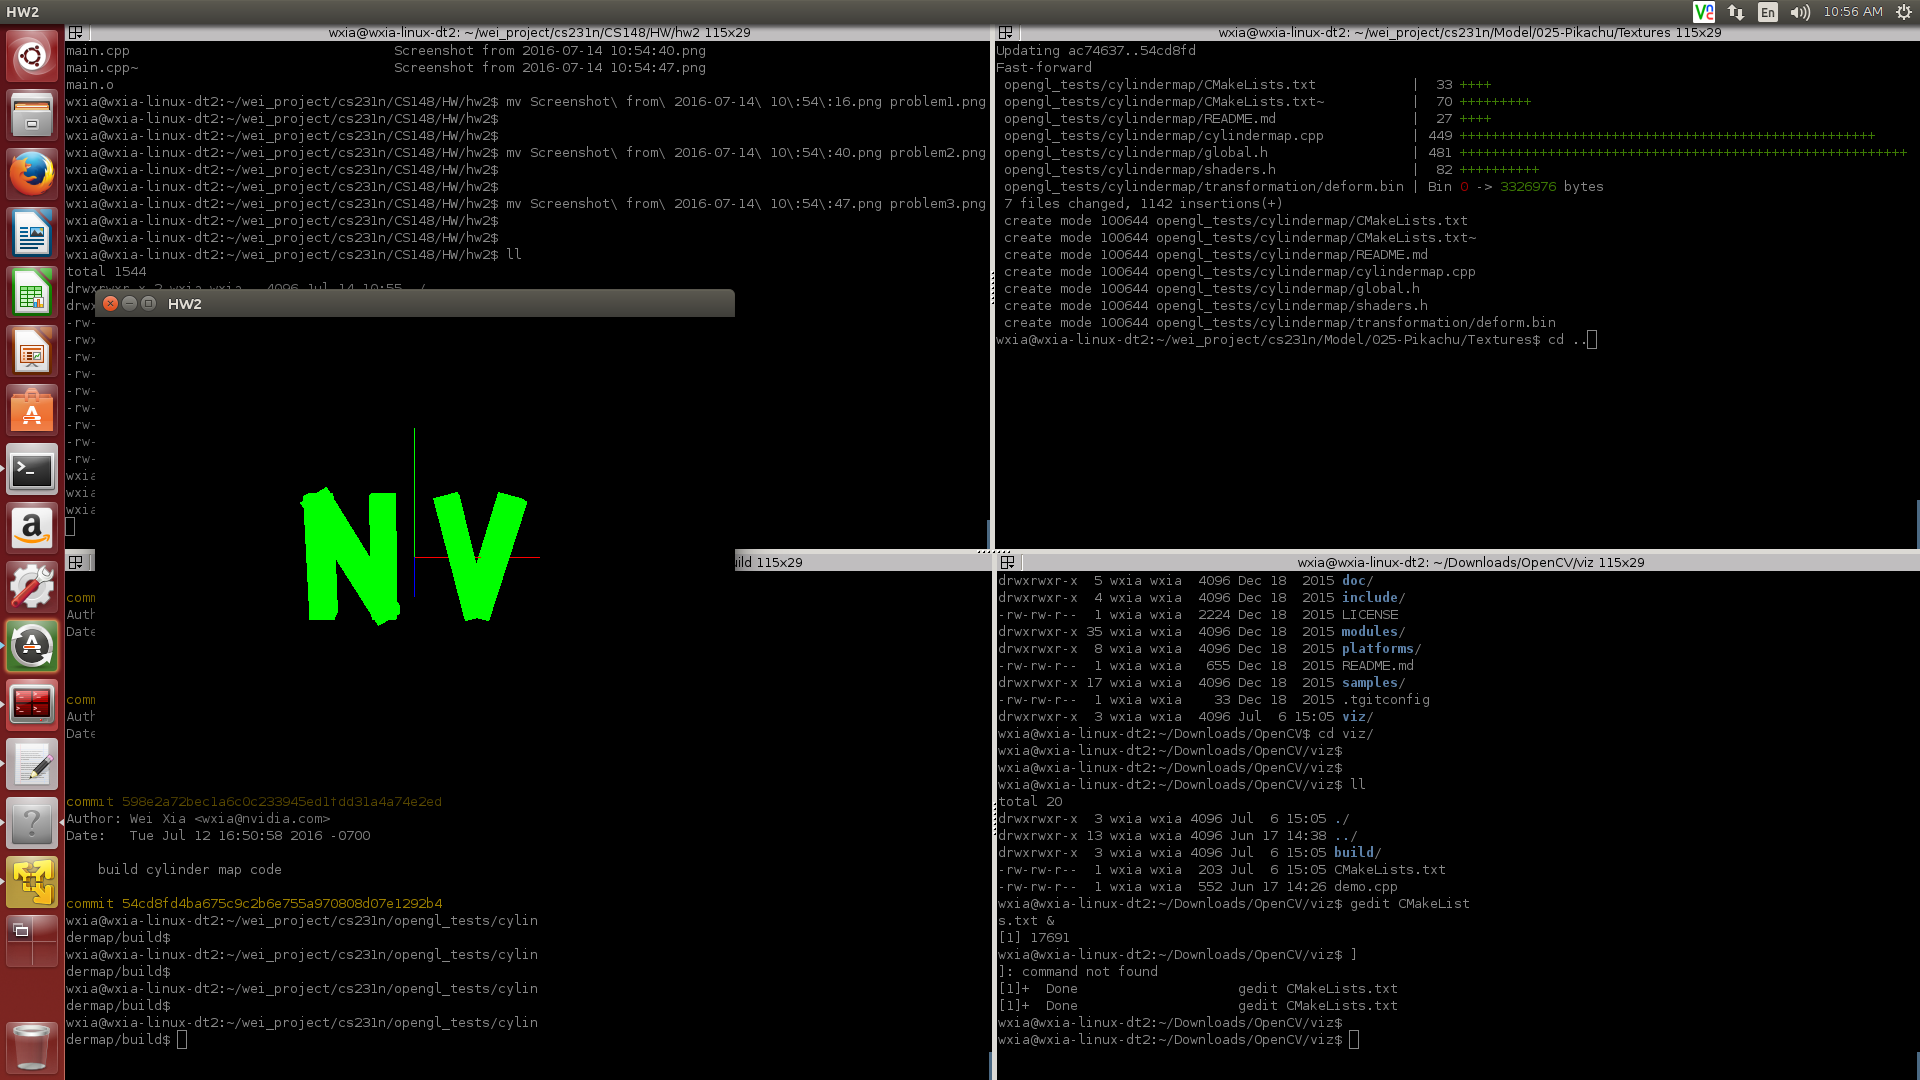 HW2
En
10:56 AM
wxia@wxia-linux-dt2: ~/wei_project/cs231n/CS148/HW/hw2 115x29
main.cpp Screenshot from 2016-07-14 10:54:40.png
main.cpp~ Screenshot from 2016-07-14 10:54:47.png
main.o
wxia@wxia-linux-dt2:~/wei_project/cs231n/CS148/HW/hw2$ mv Screenshot\ from\ 2016-07-14\ 10\:54\:16.png problem1.png
wxia@wxia-linux-dt2:~/wei_project/cs231n/CS148/HW/hw2$
wxia@wxia-linux-dt2:~/wei_project/cs231n/CS148/HW/hw2$
wxia@wxia-linux-dt2:~/wei_project/cs231n/CS148/HW/hw2$ mv Screenshot\ from\ 2016-07-14\ 10\:54\:40.png problem2.png
wxia@wxia-linux-dt2:~/wei_project/cs231n/CS148/HW/hw2$
wxia@wxia-linux-dt2:~/wei_project/cs231n/CS148/HW/hw2$
wxia@wxia-linux-dt2:~/wei_project/cs231n/CS148/HW/hw2$ mv Screenshot\ from\ 2016-07-14\ 10\:54\:47.png problem3.png
wxia@wxia-linux-dt2:~/wei_project/cs231n/CS148/HW/hw2$
wxia@wxia-linux-dt2:~/wei_project/cs231n/CS148/HW/hw2$
wxia@wxia-linux-dt2:~/wei_project/cs231n/CS148/HW/hw2$ ll
total 1544
drwxrwxr-x 2 wxia wxia 4096 Jul 14 10:55 ./
drwx
-rw-
-rwx
-rw-
-rw-
-rw-
-rw-
-rw-
-rw-
-rw-
wxia
wxia
wxia
HW2
NV
wxia@wxia-linux-dt2: ~/wei_project/cs231n/Model/025-Pikachu/Textures 115x29
Updating ac74637..54cd8fd
Fast-forward
opengl_tests/cylindermap/CMakeLists.txt | 33 ++++
opengl_tests/cylindermap/CMakeLists.txt~ | 70 +++++++++
opengl_tests/cylindermap/README.md | 27 ++++
opengl_tests/cylindermap/cylindermap.cpp | 449 ++++++++++++++++++++++++++++++++++++++++++++++++++++
opengl_tests/cylindermap/global.h | 481 ++++++++++++++++++++++++++++++++++++++++++++++++++++++++
opengl_tests/cylindermap/shaders.h | 82 ++++++++++
opengl_tests/cylindermap/transformation/deform.bin | Bin 0 -> 3326976 bytes
7 files changed, 1142 insertions(+)
create mode 100644 opengl_tests/cylindermap/CMakeLists.txt
create mode 100644 opengl_tests/cylindermap/CMakeLists.txt~
create mode 100644 opengl_tests/cylindermap/README.md
create mode 100644 opengl_tests/cylindermap/cylindermap.cpp
create mode 100644 opengl_tests/cylindermap/global.h
create mode 100644 opengl_tests/cylindermap/shaders.h
create mode 100644 opengl_tests/cylindermap/transformation/deform.bin
wxia@wxia-linux-dt2:~/wei_project/cs231n/Model/025-Pikachu/Textures$ cd ..
uild 115x29
comm
Auth
Date
comm
Auth
Date
commit 598e2a72bec1a6c0c233945ed1fdd31a4a74e2ed
Author: Wei Xia <wxia@nvidia.com>
Date: Tue Jul 12 16:50:58 2016 -0700
build cylinder map code
commit 54cd8fd4ba675c9c2b6e755a970808d07e1292b4
wxia@wxia-linux-dt2:~/wei_project/cs231n/opengl_tests/cylin
dermap/build$
wxia@wxia-linux-dt2:~/wei_project/cs231n/opengl_tests/cylin
dermap/build$
wxia@wxia-linux-dt2:~/wei_project/cs231n/opengl_tests/cylin
dermap/build$
wxia@wxia-linux-dt2:~/wei_project/cs231n/opengl_tests/cylin
dermap/build$
wxia@wxia-linux-dt2: ~/Downloads/OpenCV/viz 115x29
drwxrwxr-x 5 wxia wxia 4096 Dec 18 2015 doc/
drwxrwxr-x 4 wxia wxia 4096 Dec 18 2015 include/
-rw-rw-r-- 1 wxia wxia 2224 Dec 18 2015 LICENSE
drwxrwxr-x 35 wxia wxia 4096 Dec 18 2015 modules/
drwxrwxr-x 8 wxia wxia 4096 Dec 18 2015 platforms/
-rw-rw-r-- 1 wxia wxia 655 Dec 18 2015 README.md
drwxrwxr-x 17 wxia wxia 4096 Dec 18 2015 samples/
-rw-rw-r-- 1 wxia wxia 33 Dec 18 2015 .tgitconfig
drwxrwxr-x 3 wxia wxia 4096 Jul 6 15:05 viz/
wxia@wxia-linux-dt2:~/Downloads/OpenCV$ cd viz/
wxia@wxia-linux-dt2:~/Downloads/OpenCV/viz$
wxia@wxia-linux-dt2:~/Downloads/OpenCV/viz$
wxia@wxia-linux-dt2:~/Downloads/OpenCV/viz$ ll
total 20
drwxrwxr-x 3 wxia wxia 4096 Jul 6 15:05 ./
drwxrwxr-x 13 wxia wxia 4096 Jun 17 14:38 ../
drwxrwxr-x 3 wxia wxia 4096 Jul 6 15:05 build/
-rw-rw-r-- 1 wxia wxia 203 Jul 6 15:05 CMakeLists.txt
-rw-rw-r-- 1 wxia wxia 552 Jun 17 14:26 demo.cpp
wxia@wxia-linux-dt2:~/Downloads/OpenCV/viz$ gedit CMakeList
s.txt &
[1] 17691
wxia@wxia-linux-dt2:~/Downloads/OpenCV/viz$ ]
]: command not found
[1]+ Done gedit CMakeLists.txt
[1]+ Done gedit CMakeLists.txt
wxia@wxia-linux-dt2:~/Downloads/OpenCV/viz$
wxia@wxia-linux-dt2:~/Downloads/OpenCV/viz$